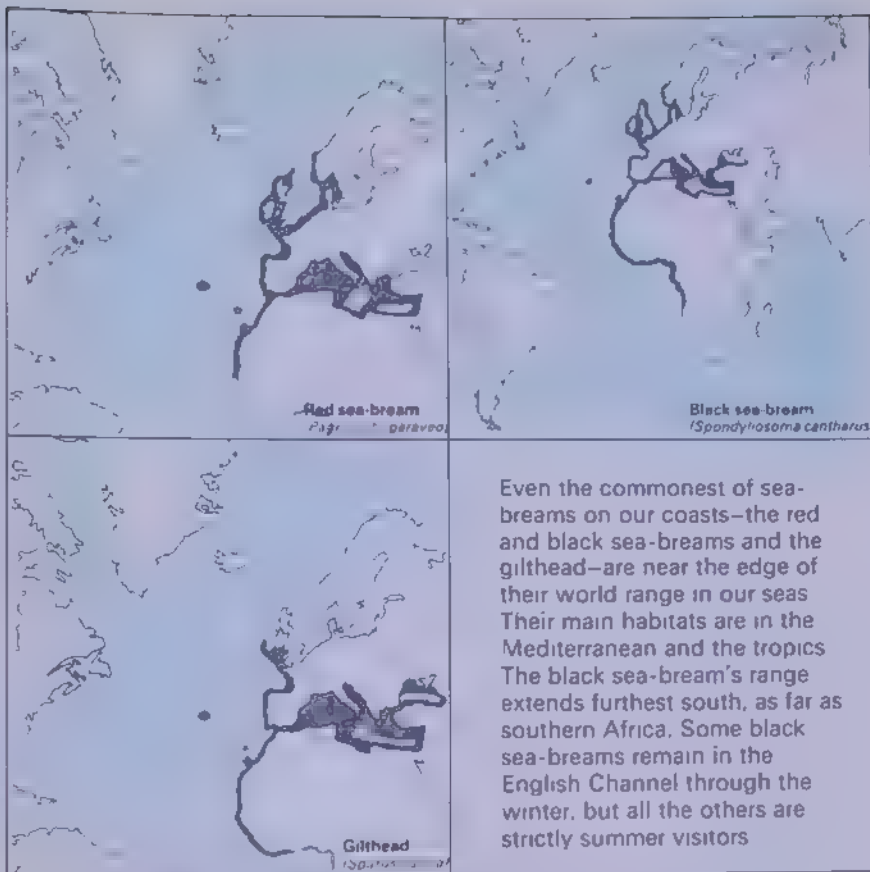 Red sea-bream
Black sea-bream
(Spondyliosoma cantharus
Gilthead
Even the commonest of sea-
breams on our coasts–the red
and black sea-breams and the
gilthead–are near the edge of
their world range in our seas
Their main habitats are in the
Mediterranean and the tropics
The black sea-bream's range
extends furthest south, as far as
southern Africa. Some black
sea-breams remain in the
English Channel through the
winter, but all the others are
strictly summer visitors